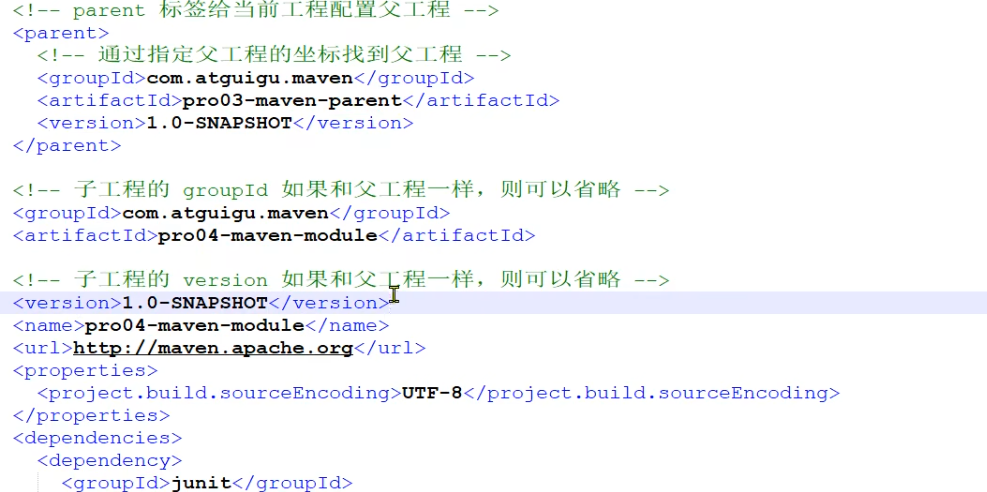 <!-- parent 标签给当前工程配置父工程 -->
<parent>
<!-- 通过指定父工程的坐标找到父工程 -->
<groupId>com.atguigu.maven</groupId>
<artifactId>pro03-maven-parent</artifactId>
<version>1.0-SNAPSHOT</version>
</parent>
<!-- 子工程的 groupId 如果和父工程一样，则可以省略 -->
<groupId>com.atguigu.maven</groupId>
<artifactId>pro04-maven-module</artifactId>
<!-- 子工程的 version 如果和父工程一样，则可以省略 -->
<version>1.0-SNAPSHOT</version>
<name>pro04-maven-module</name>
<url>http://maven.apache.org</url>
<properties>
<project.build.sourceEncoding>UTF-8</project.build.sourceEncoding>
</properties>
<dependencies>
<dependency>
<groupId>junit</groupId>